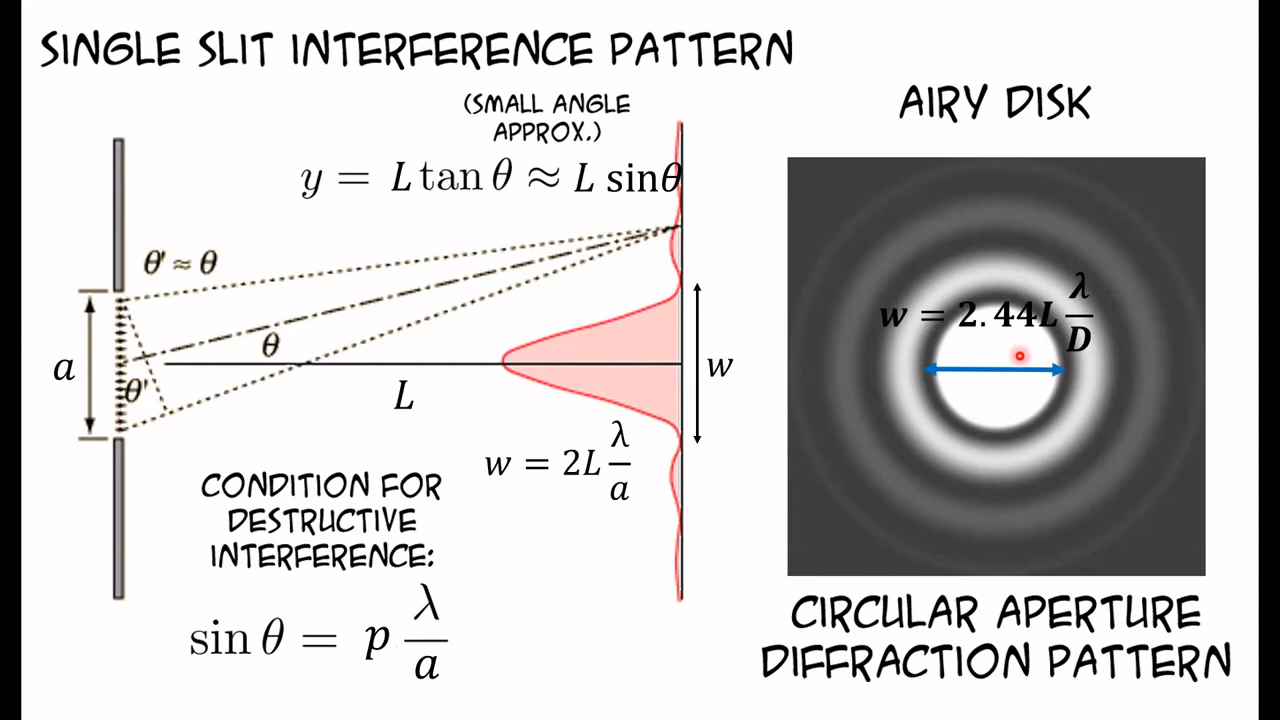 SINGLE SLIT INTERFERENCE PATTERN
(SMALL ANGLE
APPROX.)
y = L tan θ ≈ L sinθ
θ' ≈ θ
θ
a
θ'
L
w
w = 2L λ/a
CONDITION FOR
DESTRUCTIVE
INTERFERENCE:
sin θ = p λ/a
AIRY DISK
w = 2.44L λ/D
CIRCULAR APERTURE
DIFFRACTION PATTERN